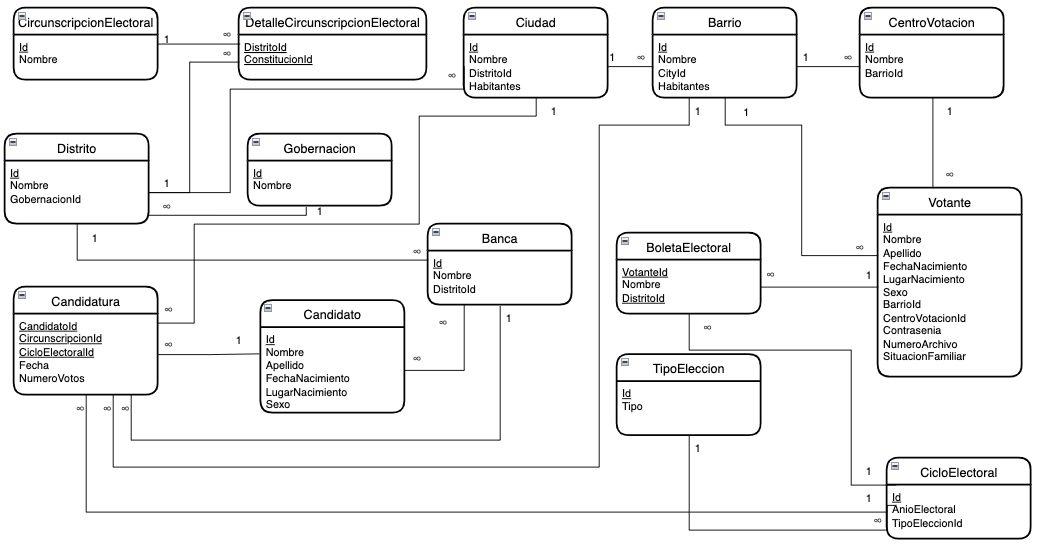 CircunscripcionElectoral
Id
Nombre
1
∞
∞
DetalleCircunscripcionElectoral
DistritoId
ConstitucionId
Ciudad
Id
Nombre
DistritoId
Habitantes
∞
1
∞
1
Barrio
Id
Nombre
CityId
Habitantes
1
∞
1
1
CentroVotacion
Id
Nombre
BarrioId
1
∞
Distrito
Id
Nombre
GobernacionId
1
∞
1
Gobernacion
Id
Nombre
1
Banca
Id
Nombre
DistritoId
∞
∞
1
BoletaElectoral
VotanteId
Nombre
DistritoId
∞
1
∞
∞
Votante
Id
Nombre
Apellido
FechaNacimiento
LugarNacimiento
Sexo
BarrioId
CentroVotacionId
Contrasenia
NumeroArchivo
SituacionFamiliar
Candidatura
CandidatoId
CircunscripcionId
CicloElectoralId
Fecha
NumeroVotos
∞
∞
1
∞
∞
∞
Candidato
Id
Nombre
Apellido
FechaNacimiento
LugarNacimiento
Sexo
∞
TipoEleccion
Id
Tipo
1
1
1
∞
CicloElectoral
Id
AnioElectoral
TipoEleccionId